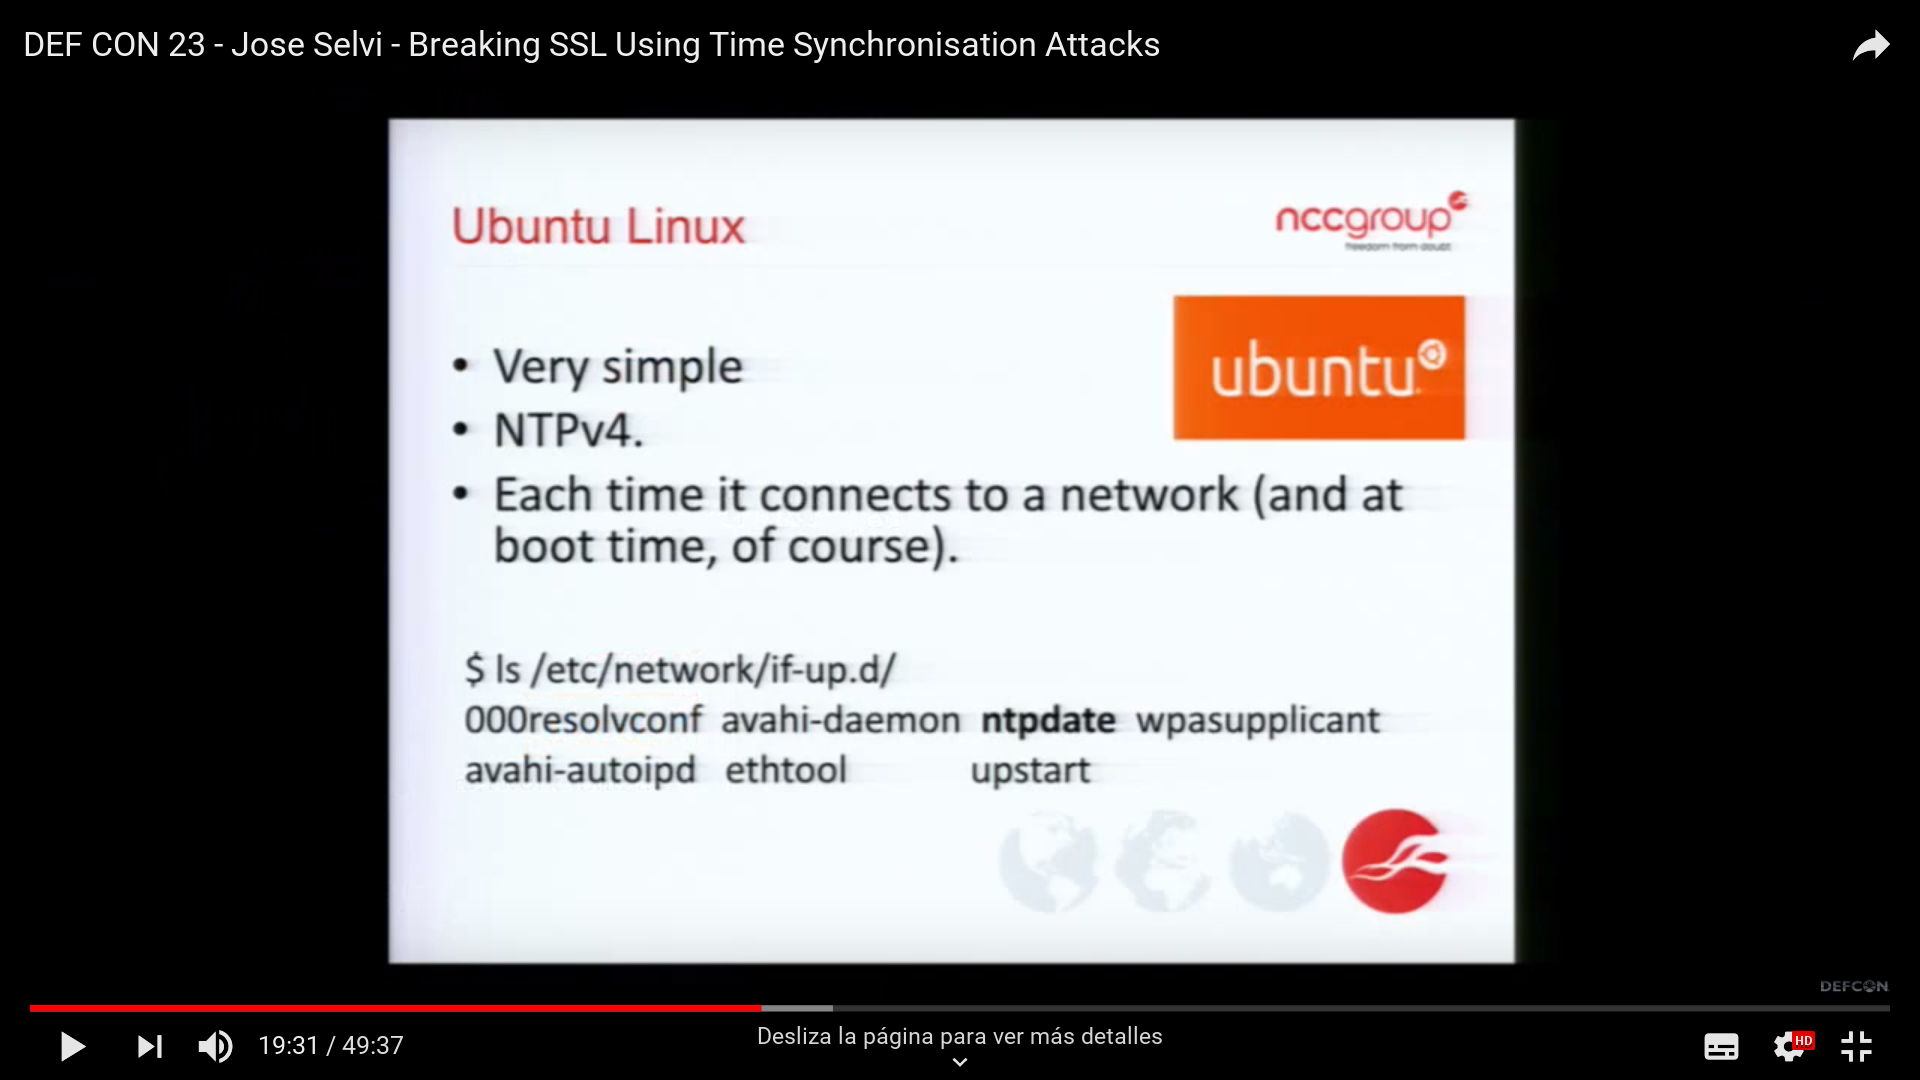 DEF CON 23 - Jose Selvi - Breaking SSL Using Time Synchronisation Attacks
Ubuntu Linux
nccgroup
freedom from doubt
ubuntu
• Very simple
• NTPv4.
• Each time it connects to a network (and at
boot time, of course).
$ ls /etc/network/if-up.d/
000resolvconf avahi-daemon ntpdate wpasupplicant
avahi-autoipd ethtool upstart
DEFCON
19:31 / 49:37
Desliza la página para ver más detalles
HD